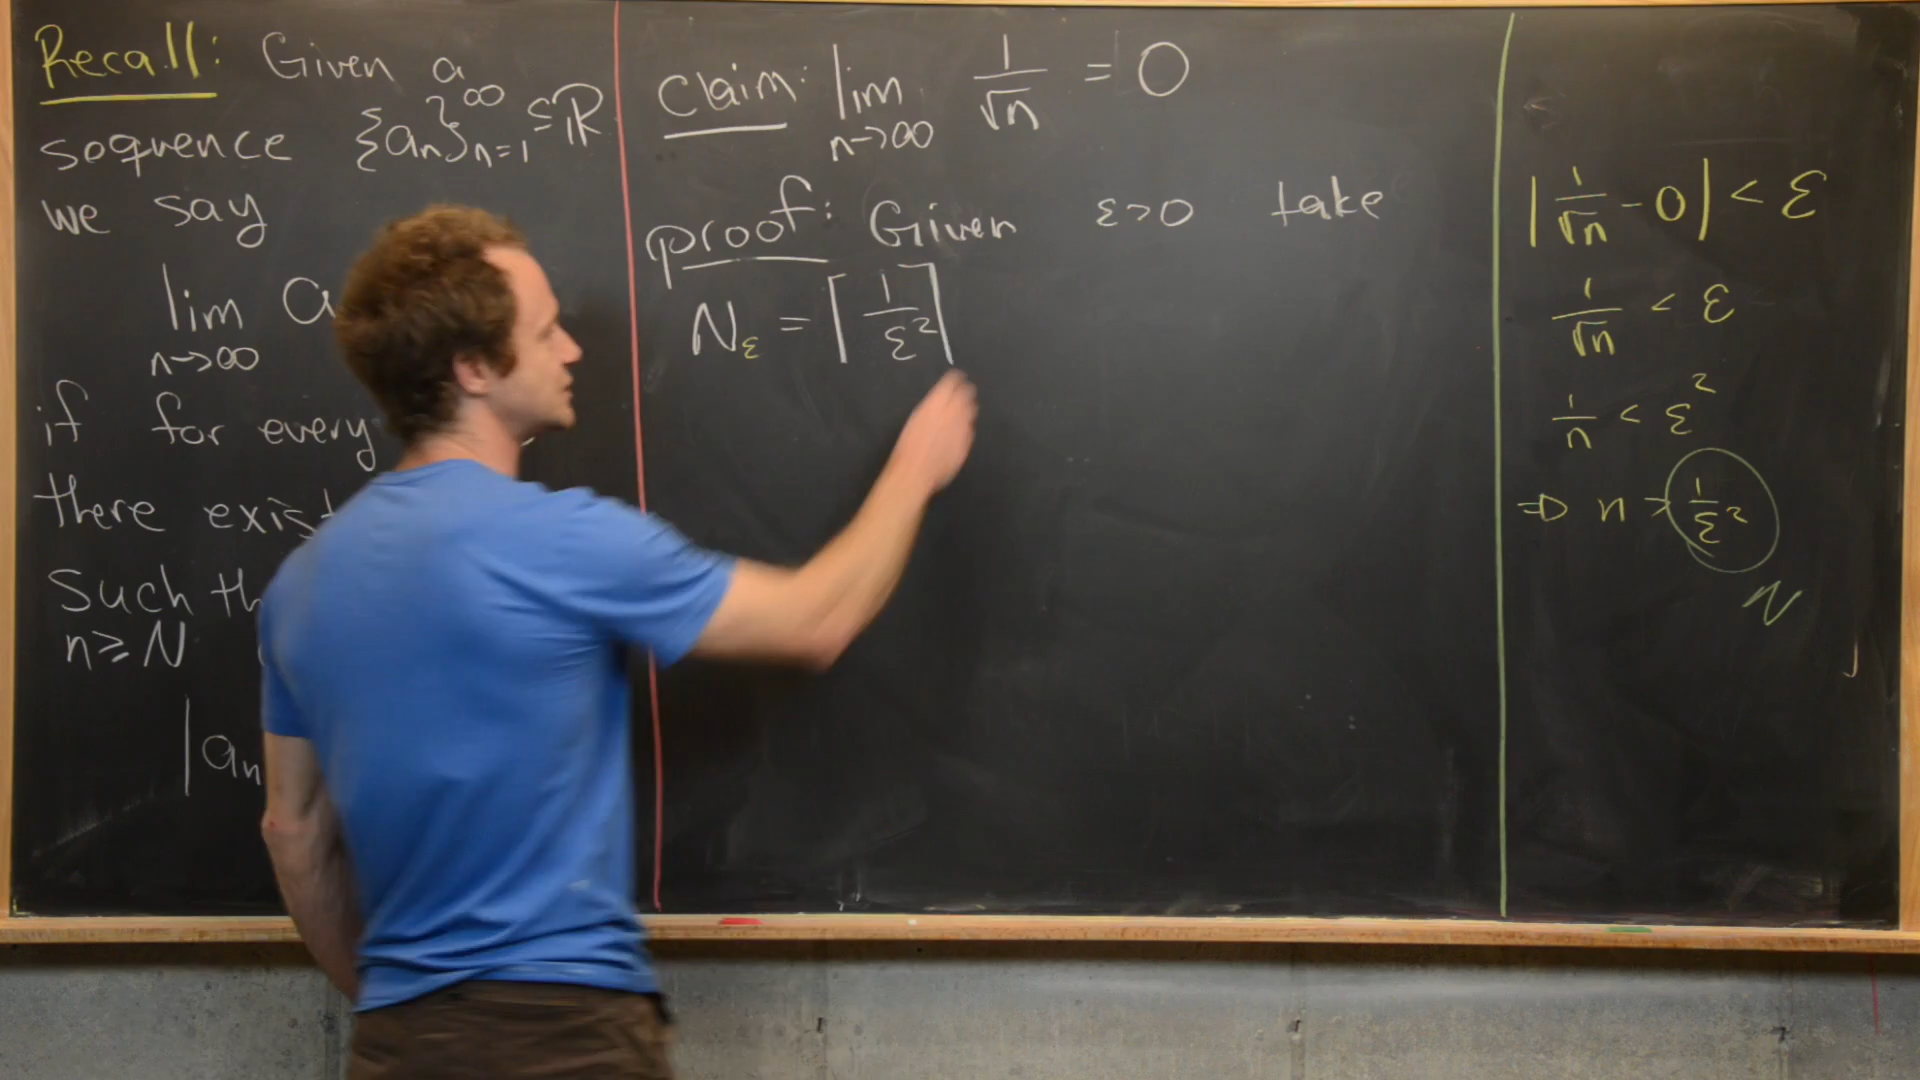 Recall: Given a
sequence {aₙ}ₙ₌₁^∞ ⊆ ℝ
we say
lim a
n→∞
if for every
there exist
Such th
n ≥ N
|aₙ
Claim: lim 1/√n = 0
n→∞
proof: Given ε>0 take
N_ε = ⌈1/ε²⌉
|1/√n - 0| < ε
1/√n < ε
1/n < ε²
⇒ n > 1/ε²
N